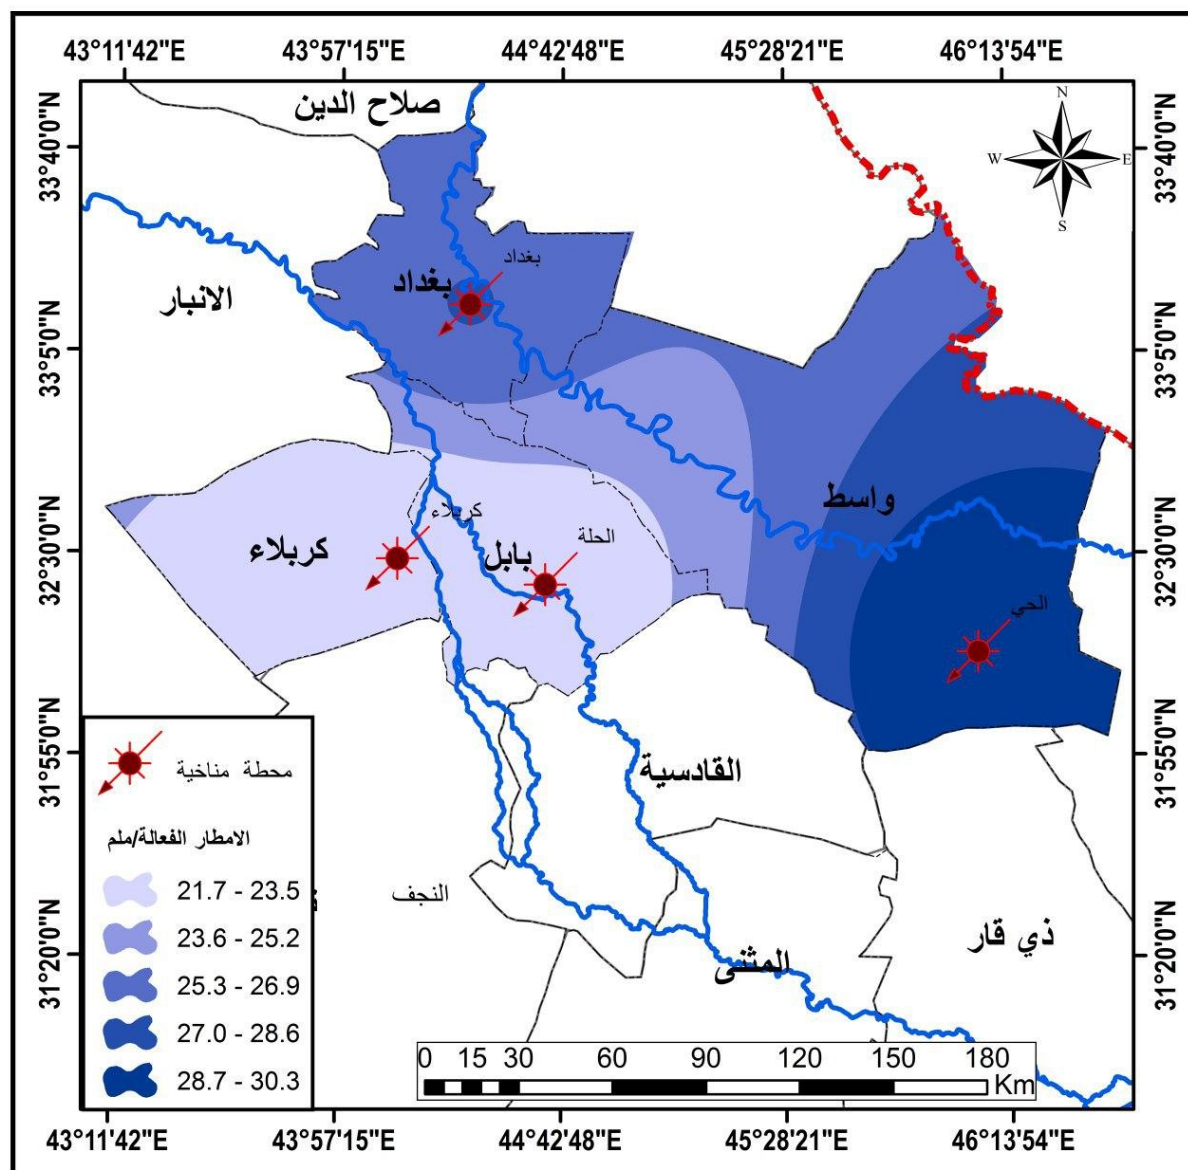 43°11'42"E 43°57'15"E 44°42'48"E 45°28'21"E 46°13'54"E
صلاح الدين
N
W E
S
33°40'0"N 33°40'0"N
بغداد
بغداد
الانبار
33°5'0"N 33°5'0"N
واسط
كربلاء
الحلة
بابل
كربلاء
32°30'0"N 32°30'0"N
الحي
31°55'0"N 31°55'0"N
القادسية
محطة مناخية
الامطار الفعالة/ملم
21.7 - 23.5
23.6 - 25.2
25.3 - 26.9
27.0 - 28.6
28.7 - 30.3
النجف
ذي قار
المثنى
31°20'0"N 31°20'0"N
0 15 30 60 90 120 150 180
Km
43°11'42"E 43°57'15"E 44°42'48"E 45°28'21"E 46°13'54"E